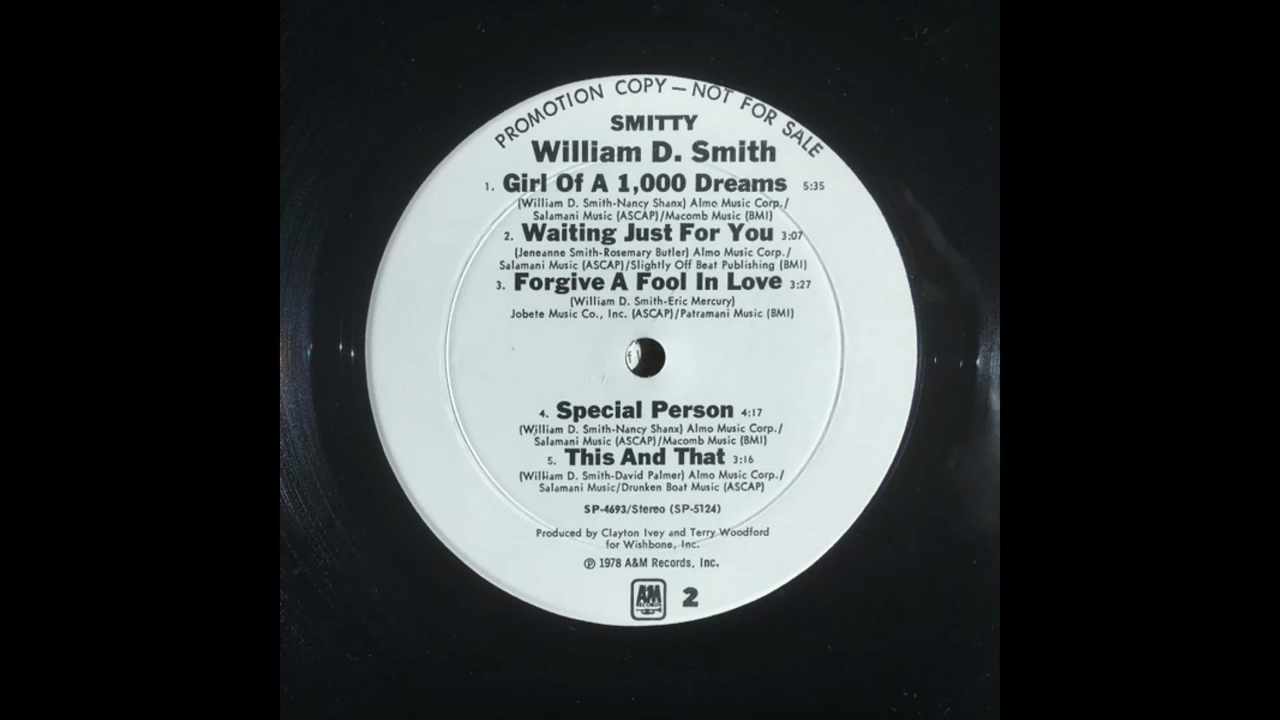 PROMOTION COPY — NOT FOR SALE
SMITTY
William D. Smith
1. Girl Of A 1,000 Dreams 5:35
(William D. Smith-Nancy Shanx) Almo Music Corp./
Salamani Music (ASCAP)/Macomb Music (BMI)
2. Waiting Just For You 3:07
(Jeneanne Smith-Rosemary Butler) Almo Music Corp./
Salamani Music (ASCAP)/Slightly Off Beat Publishing (BMI)
3. Forgive A Fool In Love 3:27
(William D. Smith-Eric Mercury)
Jobete Music Co., Inc. (ASCAP)/Patramani Music (BMI)
4. Special Person 4:17
(William D. Smith-Nancy Shanx) Almo Music Corp./
Salamani Music (ASCAP)/Macomb Music (BMI)
5. This And That 3:16
(William D. Smith-David Palmer) Almo Music Corp./
Salamani Music/Drunken Boat Music (ASCAP)
SP-4693/Stereo (SP-5124)
Produced by Clayton Ivey and Terry Woodford
for Wishbone, Inc.
℗ 1978 A&M Records, Inc.
A&M RECORDS 2